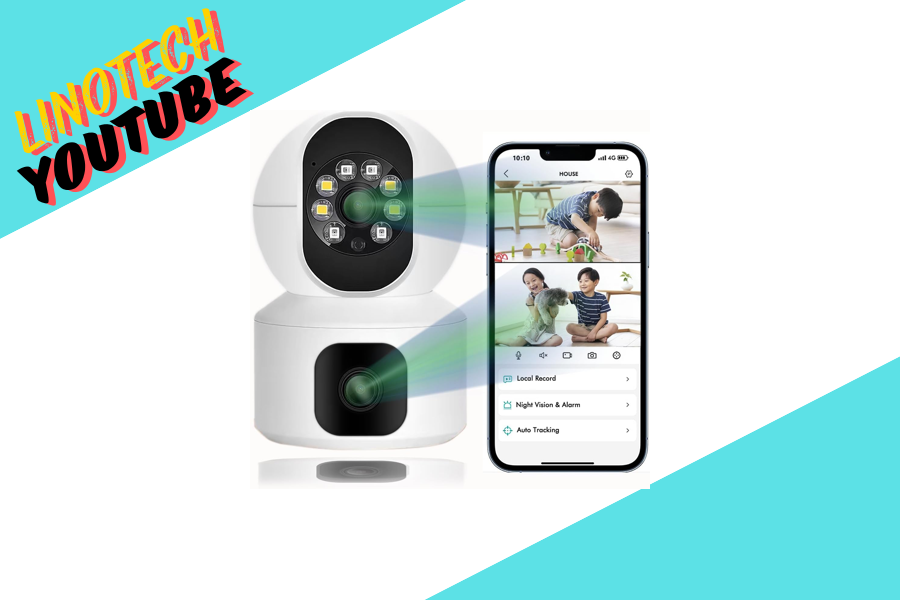 LINOTECH
YOUTUBE
10:10
4G
HOUSE
Local Record
Night Vision & Alarm
Auto Tracking